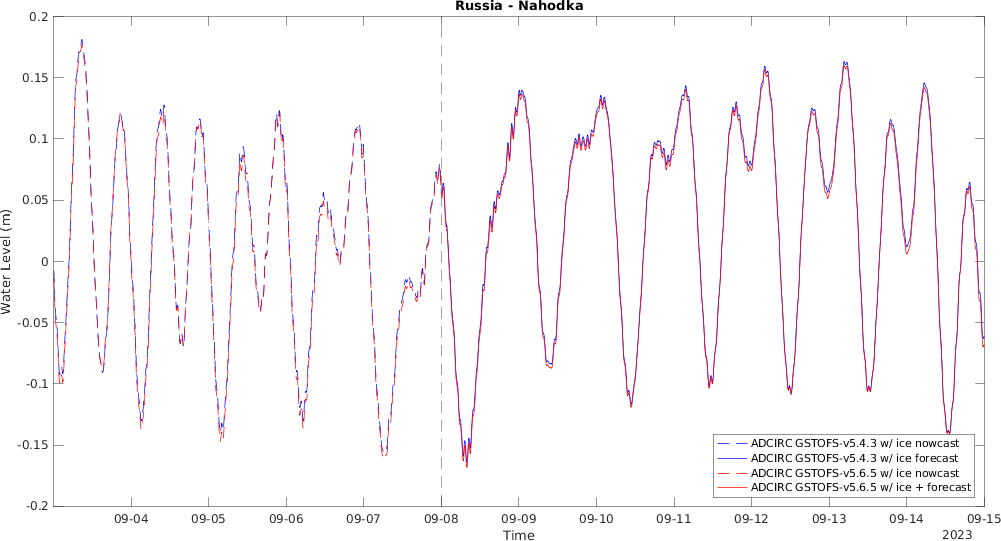 Russia - Nahodka
0.2
0.15
0.1
0.05
0
-0.05
-0.1
-0.15
-0.2
Water Level (m)
ADCIRC GSTOFS-v5.4.3 w/ ice nowcast
ADCIRC GSTOFS-v5.4.3 w/ ice forecast
ADCIRC GSTOFS-v5.6.5 w/ ice nowcast
ADCIRC GSTOFS-v5.6.5 w/ ice + forecast
09-04 09-05 09-06 09-07 09-08 09-09 09-10 09-11 09-12 09-13 09-14 09-15
Time
2023